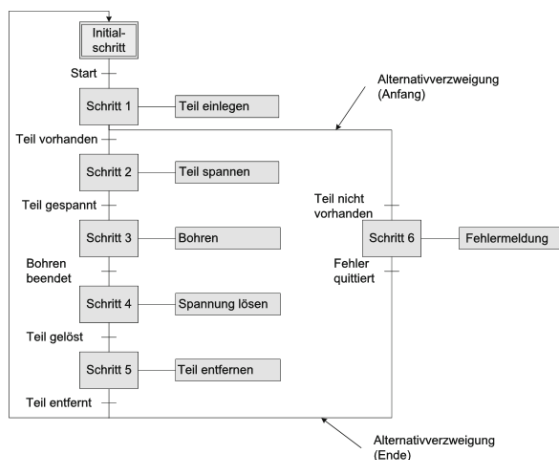 Initial-
schritt
Start
Alternativverzweigung
(Anfang)
Schritt 1
Teil einlegen
Teil vorhanden
Schritt 2
Teil spannen
Teil gespannt
Teil nicht
vorhanden
Schritt 3
Bohren
Schritt 6
Fehlermeldung
Bohren
beendet
Fehler
quittiert
Schritt 4
Spannung lösen
Teil gelöst
Schritt 5
Teil entfernen
Teil entfernt
Alternativverzweigung
(Ende)